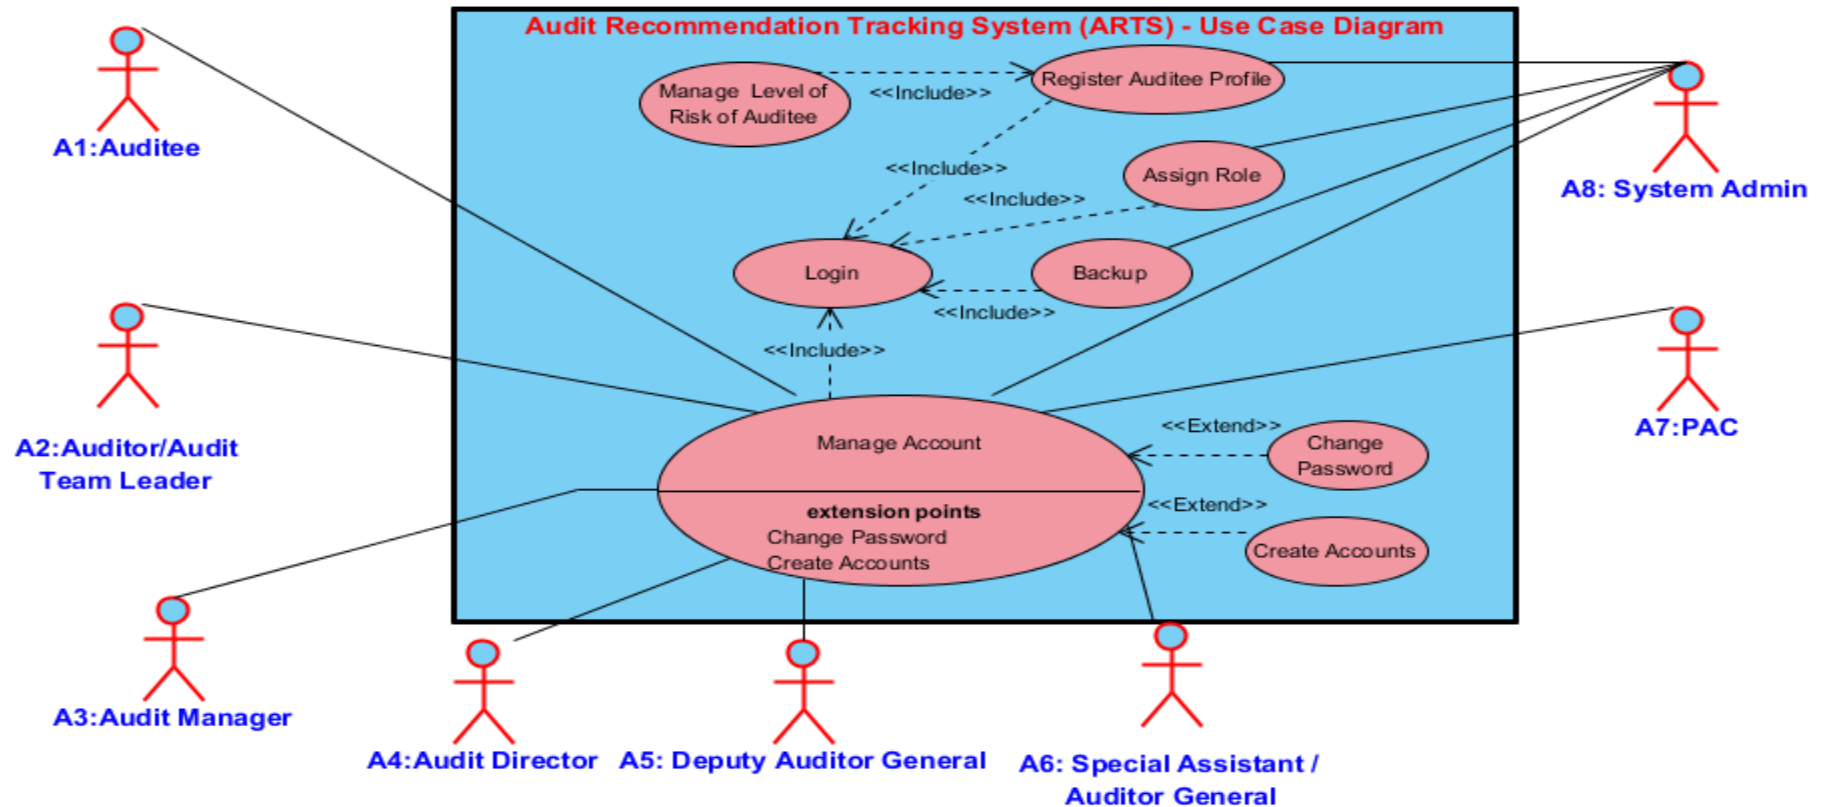 Audit Recommendation Tracking System (ARTS) - Use Case Diagram
Manage Level of
Risk of Auditee
<<Include>>
Register Auditee Profile
A1:Auditee
<<Include>>
Assign Role
<<Include>>
A8: System Admin
Login
Backup
<<Include>>
<<Include>>
A2:Auditor/Audit
Team Leader
Manage Account
extension points
Change Password
Create Accounts
<<Extend>>
Change
Password
<<Extend>>
Create Accounts
A7:PAC
A3:Audit Manager
A4:Audit Director
A5: Deputy Auditor General
A6: Special Assistant /
Auditor General